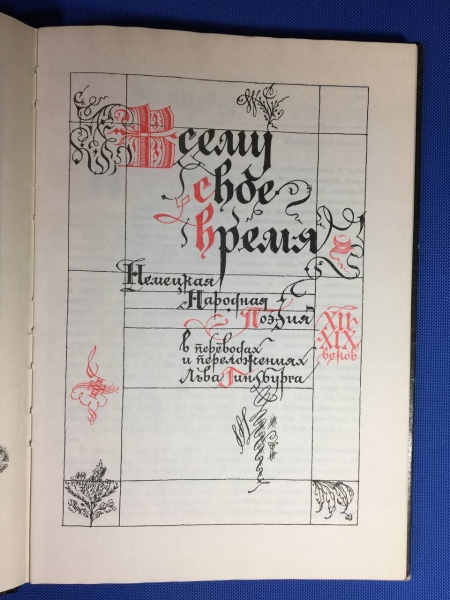 Всему
свое
время
Немецкая
Народная
Поэзия
XII-
XIX
веков
в переводах
и переложениях
Льва Гинзбурга